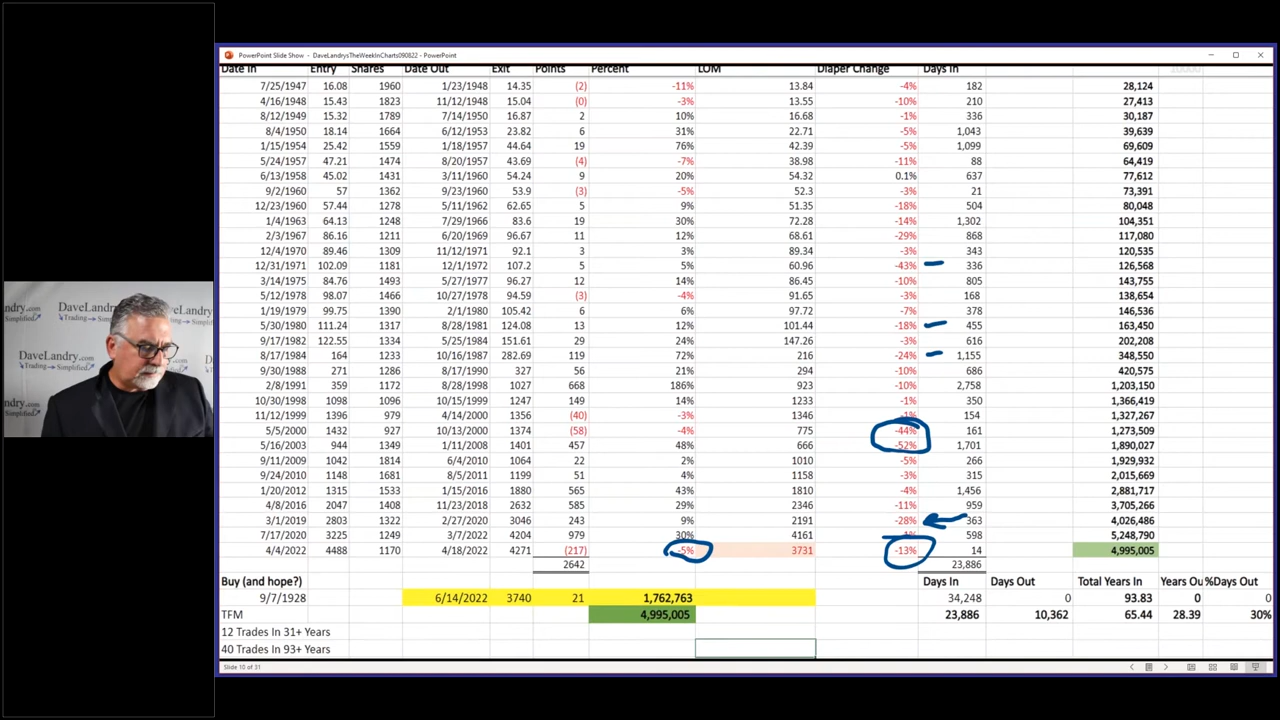 PowerPoint Slide Show - DaveLandrysTheWeekInCharts090822 - PowerPoint
Date In Entry Shares Date Out Exit Points Percent LOM Diaper Change Days In 10000
7/25/1947 16.08 1960 1/23/1948 14.35 (2) -11% 13.84 -4% 182 28,124
4/16/1948 15.43 1823 11/12/1948 15.04 (0) -3% 13.55 -10% 210 27,413
8/12/1949 15.32 1789 7/14/1950 16.87 2 10% 16.68 -1% 336 30,187
8/4/1950 18.14 1664 6/12/1953 23.82 6 31% 22.71 -5% 1,043 39,639
1/15/1954 25.42 1559 1/18/1957 44.64 19 76% 42.39 -5% 1,099 69,609
5/24/1957 47.21 1474 8/20/1957 43.69 (4) -7% 38.98 -11% 88 64,419
6/13/1958 45.02 1431 3/11/1960 54.24 9 20% 54.32 0.1% 637 77,612
9/2/1960 57 1362 9/23/1960 53.9 (3) -5% 52.3 -3% 21 73,391
12/23/1960 57.44 1278 5/11/1962 62.65 5 9% 51.35 -18% 504 80,048
1/4/1963 64.13 1248 7/29/1966 83.6 19 30% 72.28 -14% 1,302 104,351
2/3/1967 86.16 1211 6/20/1969 96.67 11 12% 68.61 -29% 868 117,080
12/4/1970 89.46 1309 11/12/1971 92.1 3 3% 89.34 -3% 343 120,535
12/31/1971 102.09 1181 12/1/1972 107.2 5 5% 60.96 -43% 336 126,568
3/14/1975 84.76 1493 5/27/1977 96.27 12 14% 86.45 -10% 805 143,755
5/12/1978 98.07 1466 10/27/1978 94.59 (3) -4% 91.65 -3% 168 138,654
1/19/1979 99.75 1390 2/1/1980 105.42 6 6% 97.72 -7% 378 146,536
5/30/1980 111.24 1317 8/28/1981 124.08 13 12% 101.44 -18% 455 163,450
9/17/1982 122.55 1334 5/25/1984 151.61 29 24% 147.26 -3% 616 202,208
8/17/1984 164 1233 10/16/1987 282.69 119 72% 216 -24% 1,155 348,550
9/30/1988 271 1286 8/17/1990 327 56 21% 294 -10% 686 420,575
2/8/1991 359 1172 8/28/1998 1027 668 186% 923 -10% 2,758 1,203,150
10/30/1998 1098 1096 10/15/1999 1247 149 14% 1233 -1% 350 1,366,419
11/12/1999 1396 979 4/14/2000 1356 (40) -3% 1346 -1% 154 1,327,267
5/5/2000 1432 927 10/13/2000 1374 (58) -4% 775 -44% 161 1,273,509
5/16/2003 944 1349 1/11/2008 1401 457 48% 666 -52% 1,701 1,890,027
9/11/2009 1042 1814 6/4/2010 1064 22 2% 1010 -5% 266 1,929,932
9/24/2010 1148 1681 8/5/2011 1199 51 4% 1158 -3% 315 2,015,669
1/20/2012 1315 1533 1/15/2016 1880 565 43% 1810 -4% 1,456 2,881,717
4/8/2016 2047 1408 11/23/2018 2632 585 29% 2346 -11% 959 3,705,266
3/1/2019 2803 1322 2/27/2020 3046 243 9% 2191 -28% 363 4,026,486
7/17/2020 3225 1249 3/7/2022 4204 979 30% 4161 598 5,248,790
4/4/2022 4488 1170 4/18/2022 4271 (217) -5% 3731 -13% 14 4,995,005
2642 23,886
Buy (and hope?) Days In Days Out Total Years In Years Ou %Days Out
9/7/1928 6/14/2022 3740 21 1,762,763 34,248 0 93.83 0 0
TFM 4,995,005 23,886 10,362 65.44 28.39 30%
12 Trades In 31+ Years
40 Trades In 93+ Years
Slide 10 of 31
DaveLandry.com
Trading Simplified